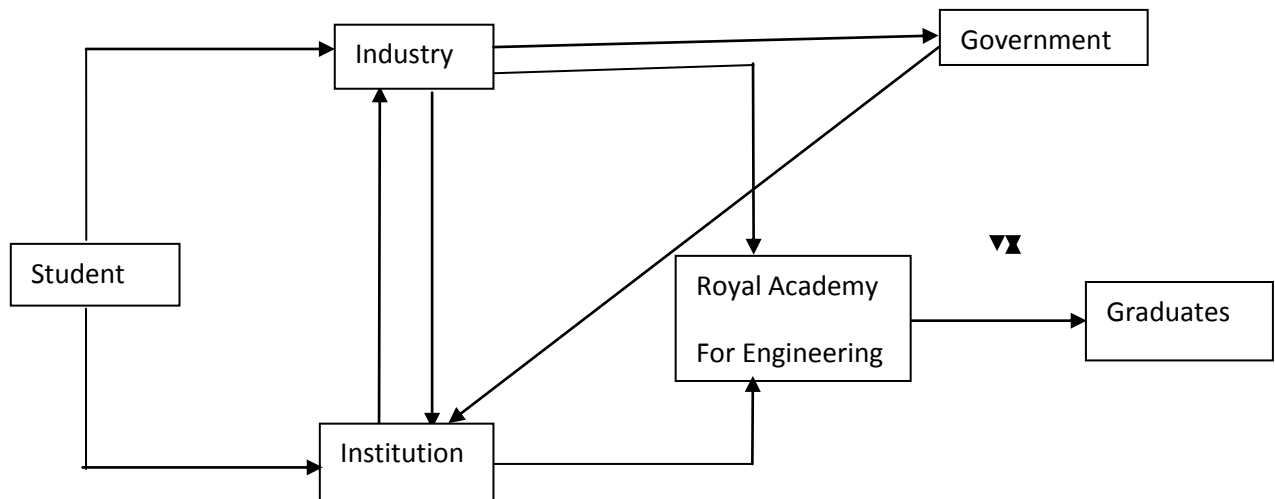 Industry
Government
Student
Royal Academy
For Engineering
Graduates
Institution